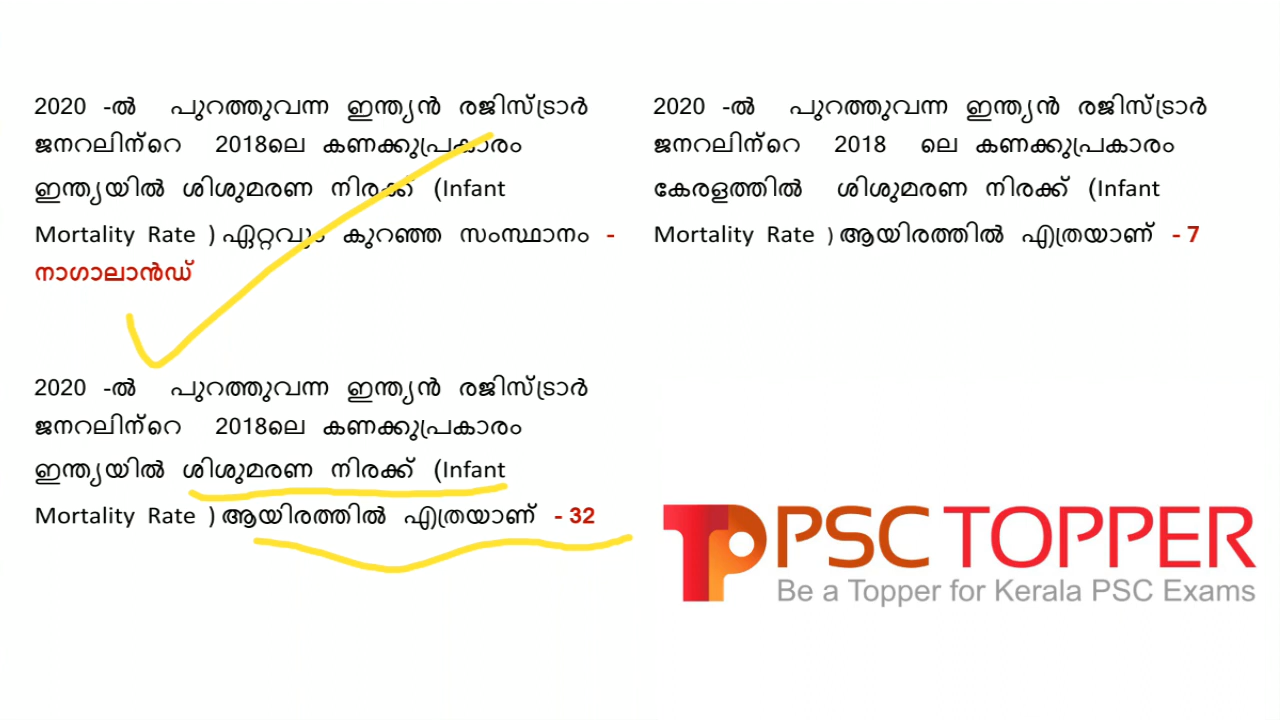 2020 -ൽ പുറത്തുവന്ന ഇന്ത്യൻ രജിസ്ട്രാർ
ജനറലിന്റെ 2018ലെ കണക്കുപ്രകാരം
ഇന്ത്യയിൽ ശിശുമരണ നിരക്ക് (Infant
Mortality Rate ) ഏറ്റവും കുറഞ്ഞ സംസ്ഥാനം -
നാഗാലാൻഡ്
2020 -ൽ പുറത്തുവന്ന ഇന്ത്യൻ രജിസ്ട്രാർ
ജനറലിന്റെ 2018ലെ കണക്കുപ്രകാരം
ഇന്ത്യയിൽ ശിശുമരണ നിരക്ക് (Infant
Mortality Rate ) ആയിരത്തിൽ എത്രയാണ് - 32
2020 -ൽ പുറത്തുവന്ന ഇന്ത്യൻ രജിസ്ട്രാർ
ജനറലിന്റെ 2018 ലെ കണക്കുപ്രകാരം
കേരളത്തിൽ ശിശുമരണ നിരക്ക് (Infant
Mortality Rate ) ആയിരത്തിൽ എത്രയാണ് - 7
TP PSC TOPPER
Be a Topper for Kerala PSC Exams